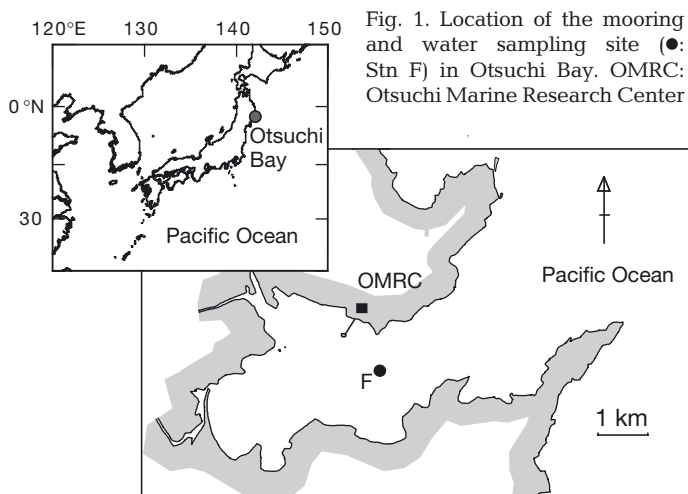 120°E 130 140 150
0 °N
Otsuchi
Bay
30
Pacific Ocean
Fig. 1. Location of the mooring
and water sampling site (●:
Stn F) in Otsuchi Bay. OMRC:
Otsuchi Marine Research Center
OMRC
Pacific Ocean
F
1 km